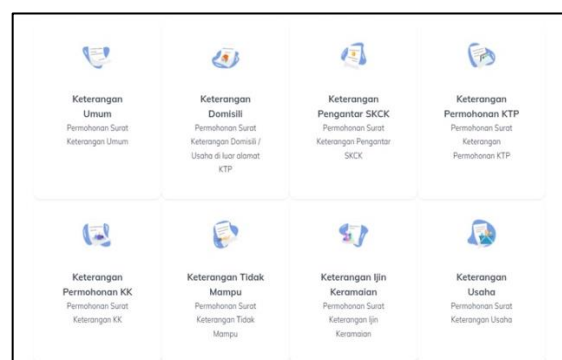 Keterangan
Umum
Permohonan Surat
Keterangan Umum
Keterangan
Domisili
Permohonan Surat
Keterangan Domisili /
Usaha di luar alamat
KTP
Keterangan
Pengantar SKCK
Permohonan Surat
Keterangan Pengantar
SKCK
Keterangan
Permohonan KTP
Permohonan Surat
Keterangan
Permohonan KTP
Keterangan
Permohonan KK
Permohonan Surat
Keterangan KK
Keterangan Tidak
Mampu
Permohonan Surat
Keterangan Tidak
Mampu
Keterangan Ijin
Keramaian
Permohonan Surat
Keterangan Ijin
Keramaian
Keterangan
Usaha
Permohonan Surat
Keterangan Usaha